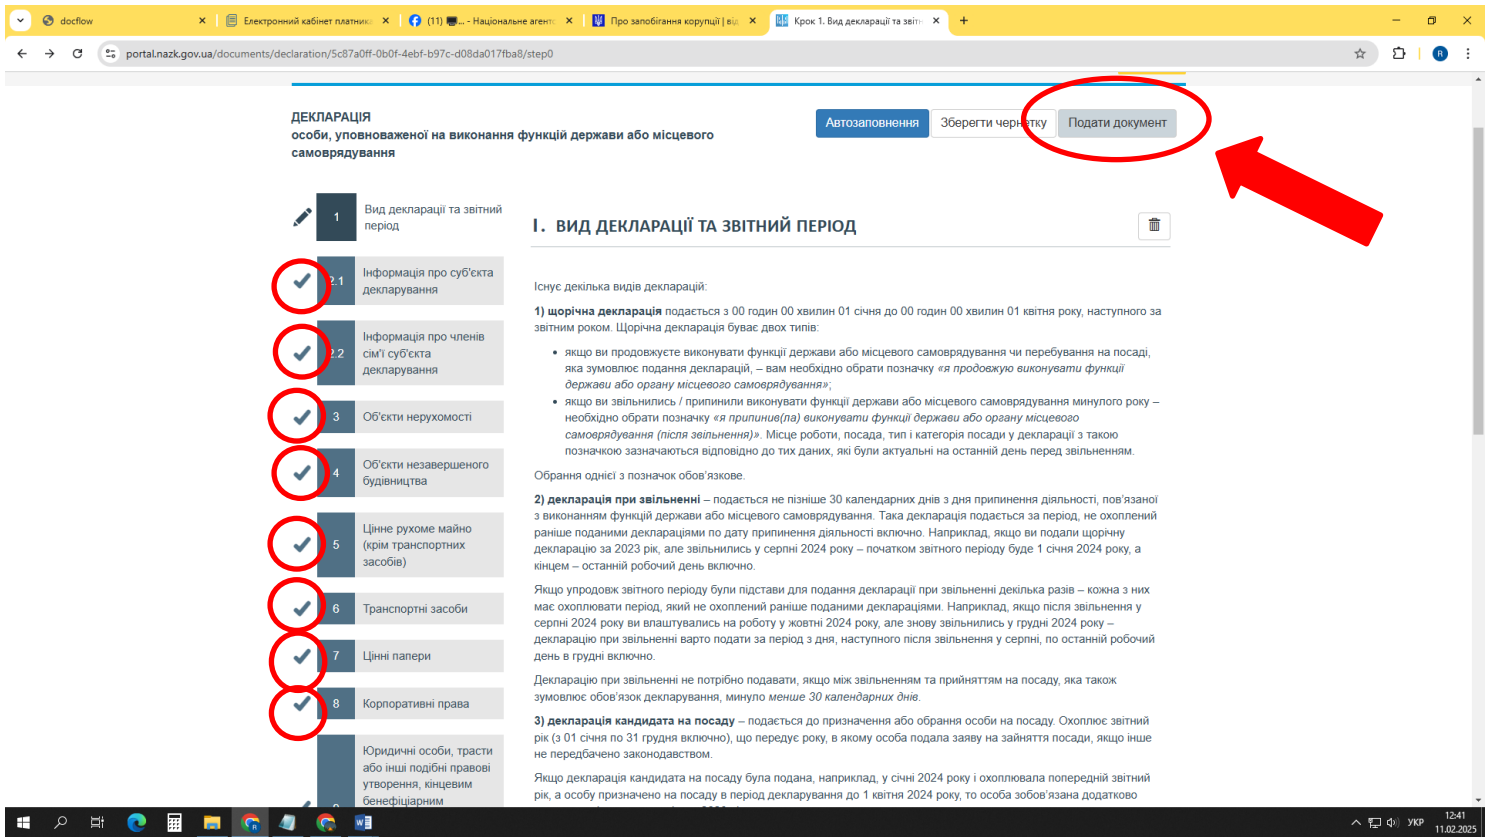 docflow
Електронний кабінет платника
(11) ... - Національне агентс
Про запобігання корупції | від
Крок 1. Вид декларації та звітн
portal.nazk.gov.ua/documents/declaration/5c87a0ff-0b0f-4ebf-b97c-d08da017fba8/step0
R
ДЕКЛАРАЦІЯ
особи, уповноваженої на виконання функцій держави або місцевого
самоврядування
Автозаповнення
Зберегти чернетку
Подати документ
1
Вид декларації та звітний
період
2.1
Інформація про суб'єкта
декларування
2.2
Інформація про членів
сім'ї суб'єкта
декларування
3
Об'єкти нерухомості
4
Об'єкти незавершеного
будівництва
5
Цінне рухоме майно
(крім транспортних
засобів)
6
Транспортні засоби
7
Цінні папери
8
Корпоративні права
Юридичні особи, трасти
або інші подібні правові
утворення, кінцевим
бенефіціарним
I. ВИД ДЕКЛАРАЦІЇ ТА ЗВІТНИЙ ПЕРІОД
Існує декілька видів декларацій:
1) щорічна декларація подається з 00 годин 00 хвилин 01 січня до 00 годин 00 хвилин 01 квітня року, наступного за
звітним роком. Щорічна декларація буває двох типів:
• якщо ви продовжуєте виконувати функції держави або місцевого самоврядування чи перебування на посаді,
яка зумовлює подання декларацій, – вам необхідно обрати позначку «я продовжую виконувати функції
держави або органу місцевого самоврядування»;
• якщо ви звільнились / припинили виконувати функції держави або місцевого самоврядування минулого року –
необхідно обрати позначку «я припинив(ла) виконувати функції держави або органу місцевого
самоврядування (після звільнення)». Місце роботи, посада, тип і категорія посади у декларації з такою
позначкою зазначаються відповідно до тих даних, які були актуальні на останній день перед звільненням.
Обрання однієї з позначок обов'язкове.
2) декларація при звільненні – подається не пізніше 30 календарних днів з дня припинення діяльності, пов'язаної
з виконанням функцій держави або місцевого самоврядування. Така декларація подається за період, не охоплений
раніше поданими деклараціями по дату припинення діяльності включно. Наприклад, якщо ви подали щорічну
декларацію за 2023 рік, але звільнились у серпні 2024 року – початком звітного періоду буде 1 січня 2024 року, а
кінцем – останній робочий день включно.
Якщо упродовж звітного періоду були підстави для подання декларації при звільненні декілька разів – кожна з них
має охоплювати період, який не охоплений раніше поданими деклараціями. Наприклад, якщо після звільнення у
серпні 2024 року ви влаштувались на роботу у жовтні 2024 року, але знову звільнились у грудні 2024 року –
декларацію при звільненні варто подати за період з дня, наступного після звільнення у серпні, по останній робочий
день в грудні включно.
Декларацію при звільненні не потрібно подавати, якщо між звільненням та прийняттям на посаду, яка також
зумовлює обов'язок декларування, минуло менше 30 календарних днів.
3) декларація кандидата на посаду – подається до призначення або обрання особи на посаду. Охоплює звітний
рік (з 01 січня по 31 грудня включно), що передує року, в якому особа подала заяву на зайняття посади, якщо інше
не передбачено законодавством.
Якщо декларація кандидата на посаду була подана, наприклад, у січні 2024 року і охоплювала попередній звітний
рік, а особу призначено на посаду в період декларування до 1 квітня 2024 року, то особа зобов'язана додатково
УКР
12:41
11.02.2025